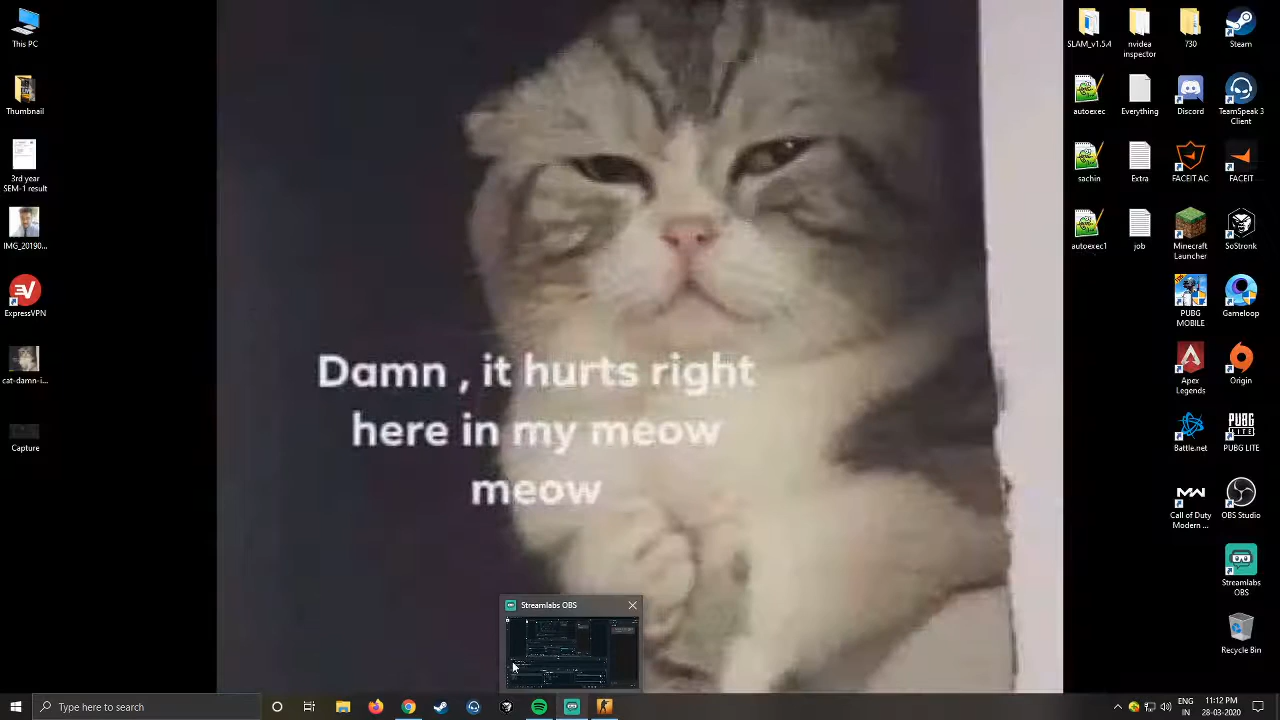 This PC
Thumbnail
3rd year
SEM-1 result
IMG_20190...
ExpressVPN
cat-damn-i...
Capture
Damn , it hurts right
here in my meow
meow
SLAM_v1.5.4
nvidea
inspector
730
Steam
autoexec
Everything
Discord
TeamSpeak 3
Client
sachin
Extra
FACEIT AC
FACEIT
autoexec1
job
Minecraft
Launcher
SoStronk
PUBG
MOBILE
Gameloop
Apex
Legends
Origin
Battle.net
PUBG LITE
Call of Duty
Modern ...
OBS Studio
Streamlabs
OBS
Recycle Bin
Streamlabs OBS
Type here to search
ENG
IN
11:12 PM
28-03-2020